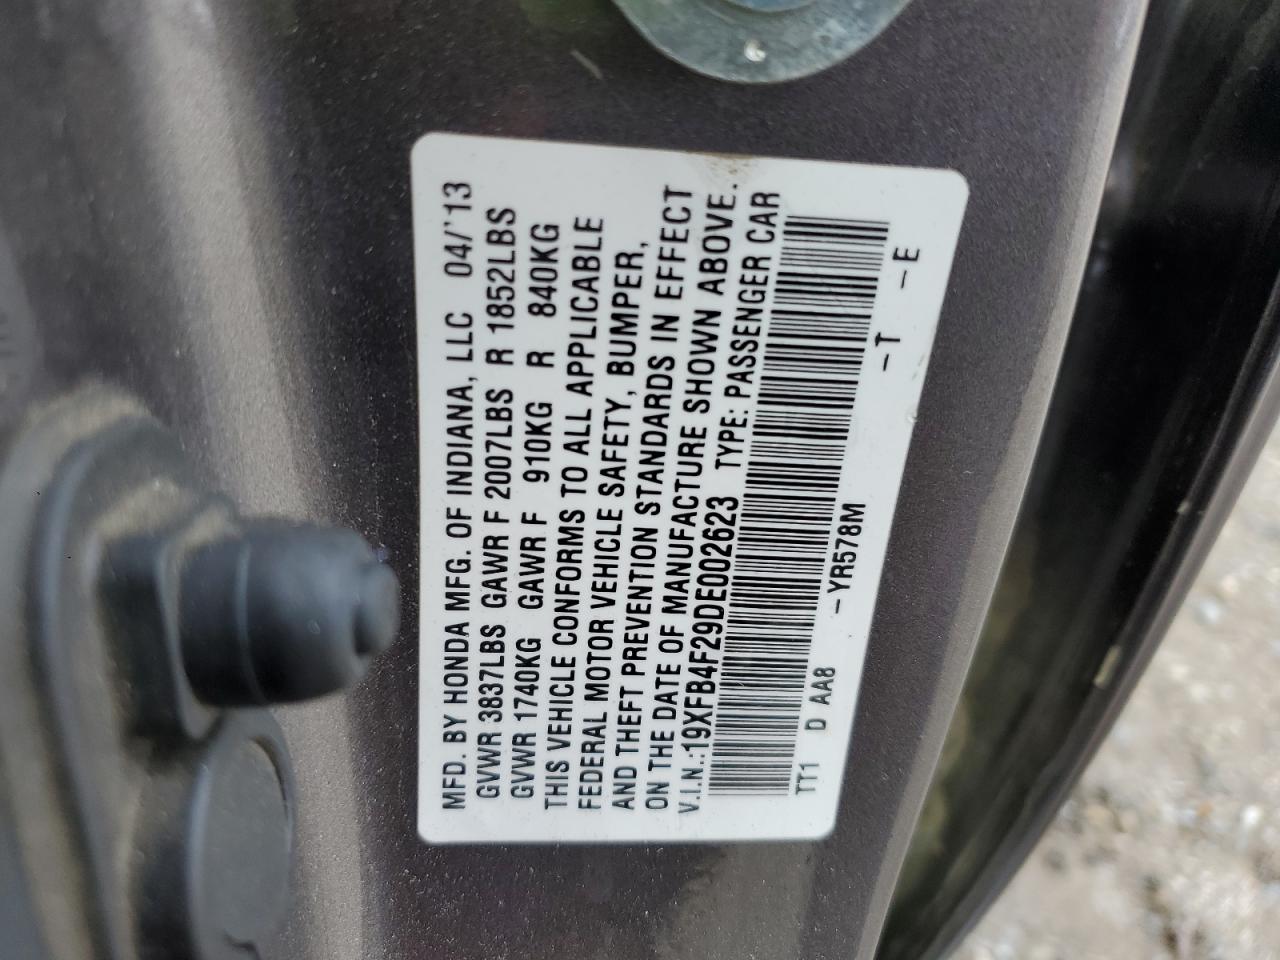 MFD. BY HONDA MFG. OF INDIANA, LLC 04/'13
GVWR 3837LBS GAWR F 2007LBS R 1852LBS
GVWR 1740KG GAWR F 910KG R 840KG
THIS VEHICLE CONFORMS TO ALL APPLICABLE
FEDERAL MOTOR VEHICLE SAFETY, BUMPER,
AND THEFT PREVENTION STANDARDS IN EFFECT
ON THE DATE OF MANUFACTURE SHOWN ABOVE.
V.I.N.:19XFB4F29DE002623 TYPE: PASSENGER CAR
TT1 D AA8 -YR578M -T -E